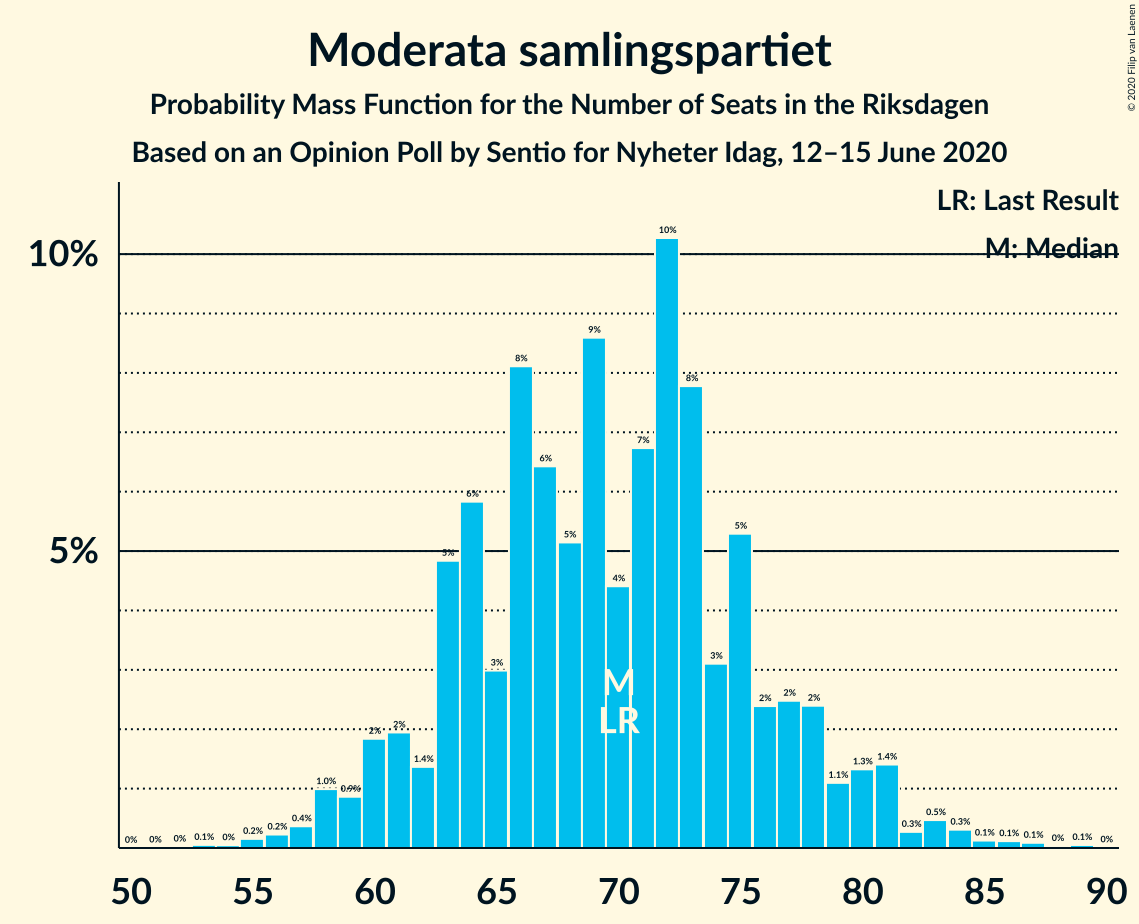 © 2020 Filip van Laenen
Moderata samlingspartiet
Probability Mass Function for the Number of Seats in the Riksdagen
Based on an Opinion Poll by Sentio for Nyheter Idag, 12–15 June 2020
LR: Last Result
M: Median
10%
5%
0% 0% 0% 0.1% 0% 0.2% 0.2% 0.4% 1.0% 0.9% 2% 2% 1.4% 5% 6% 3% 8% 6% 5% 9% 4% 7% 10% 8% 3% 5% 2% 2% 2% 1.1% 1.3% 1.4% 0.3% 0.5% 0.3% 0.1% 0.1% 0.1% 0% 0.1% 0%
M
LR
50 55 60 65 70 75 80 85 90